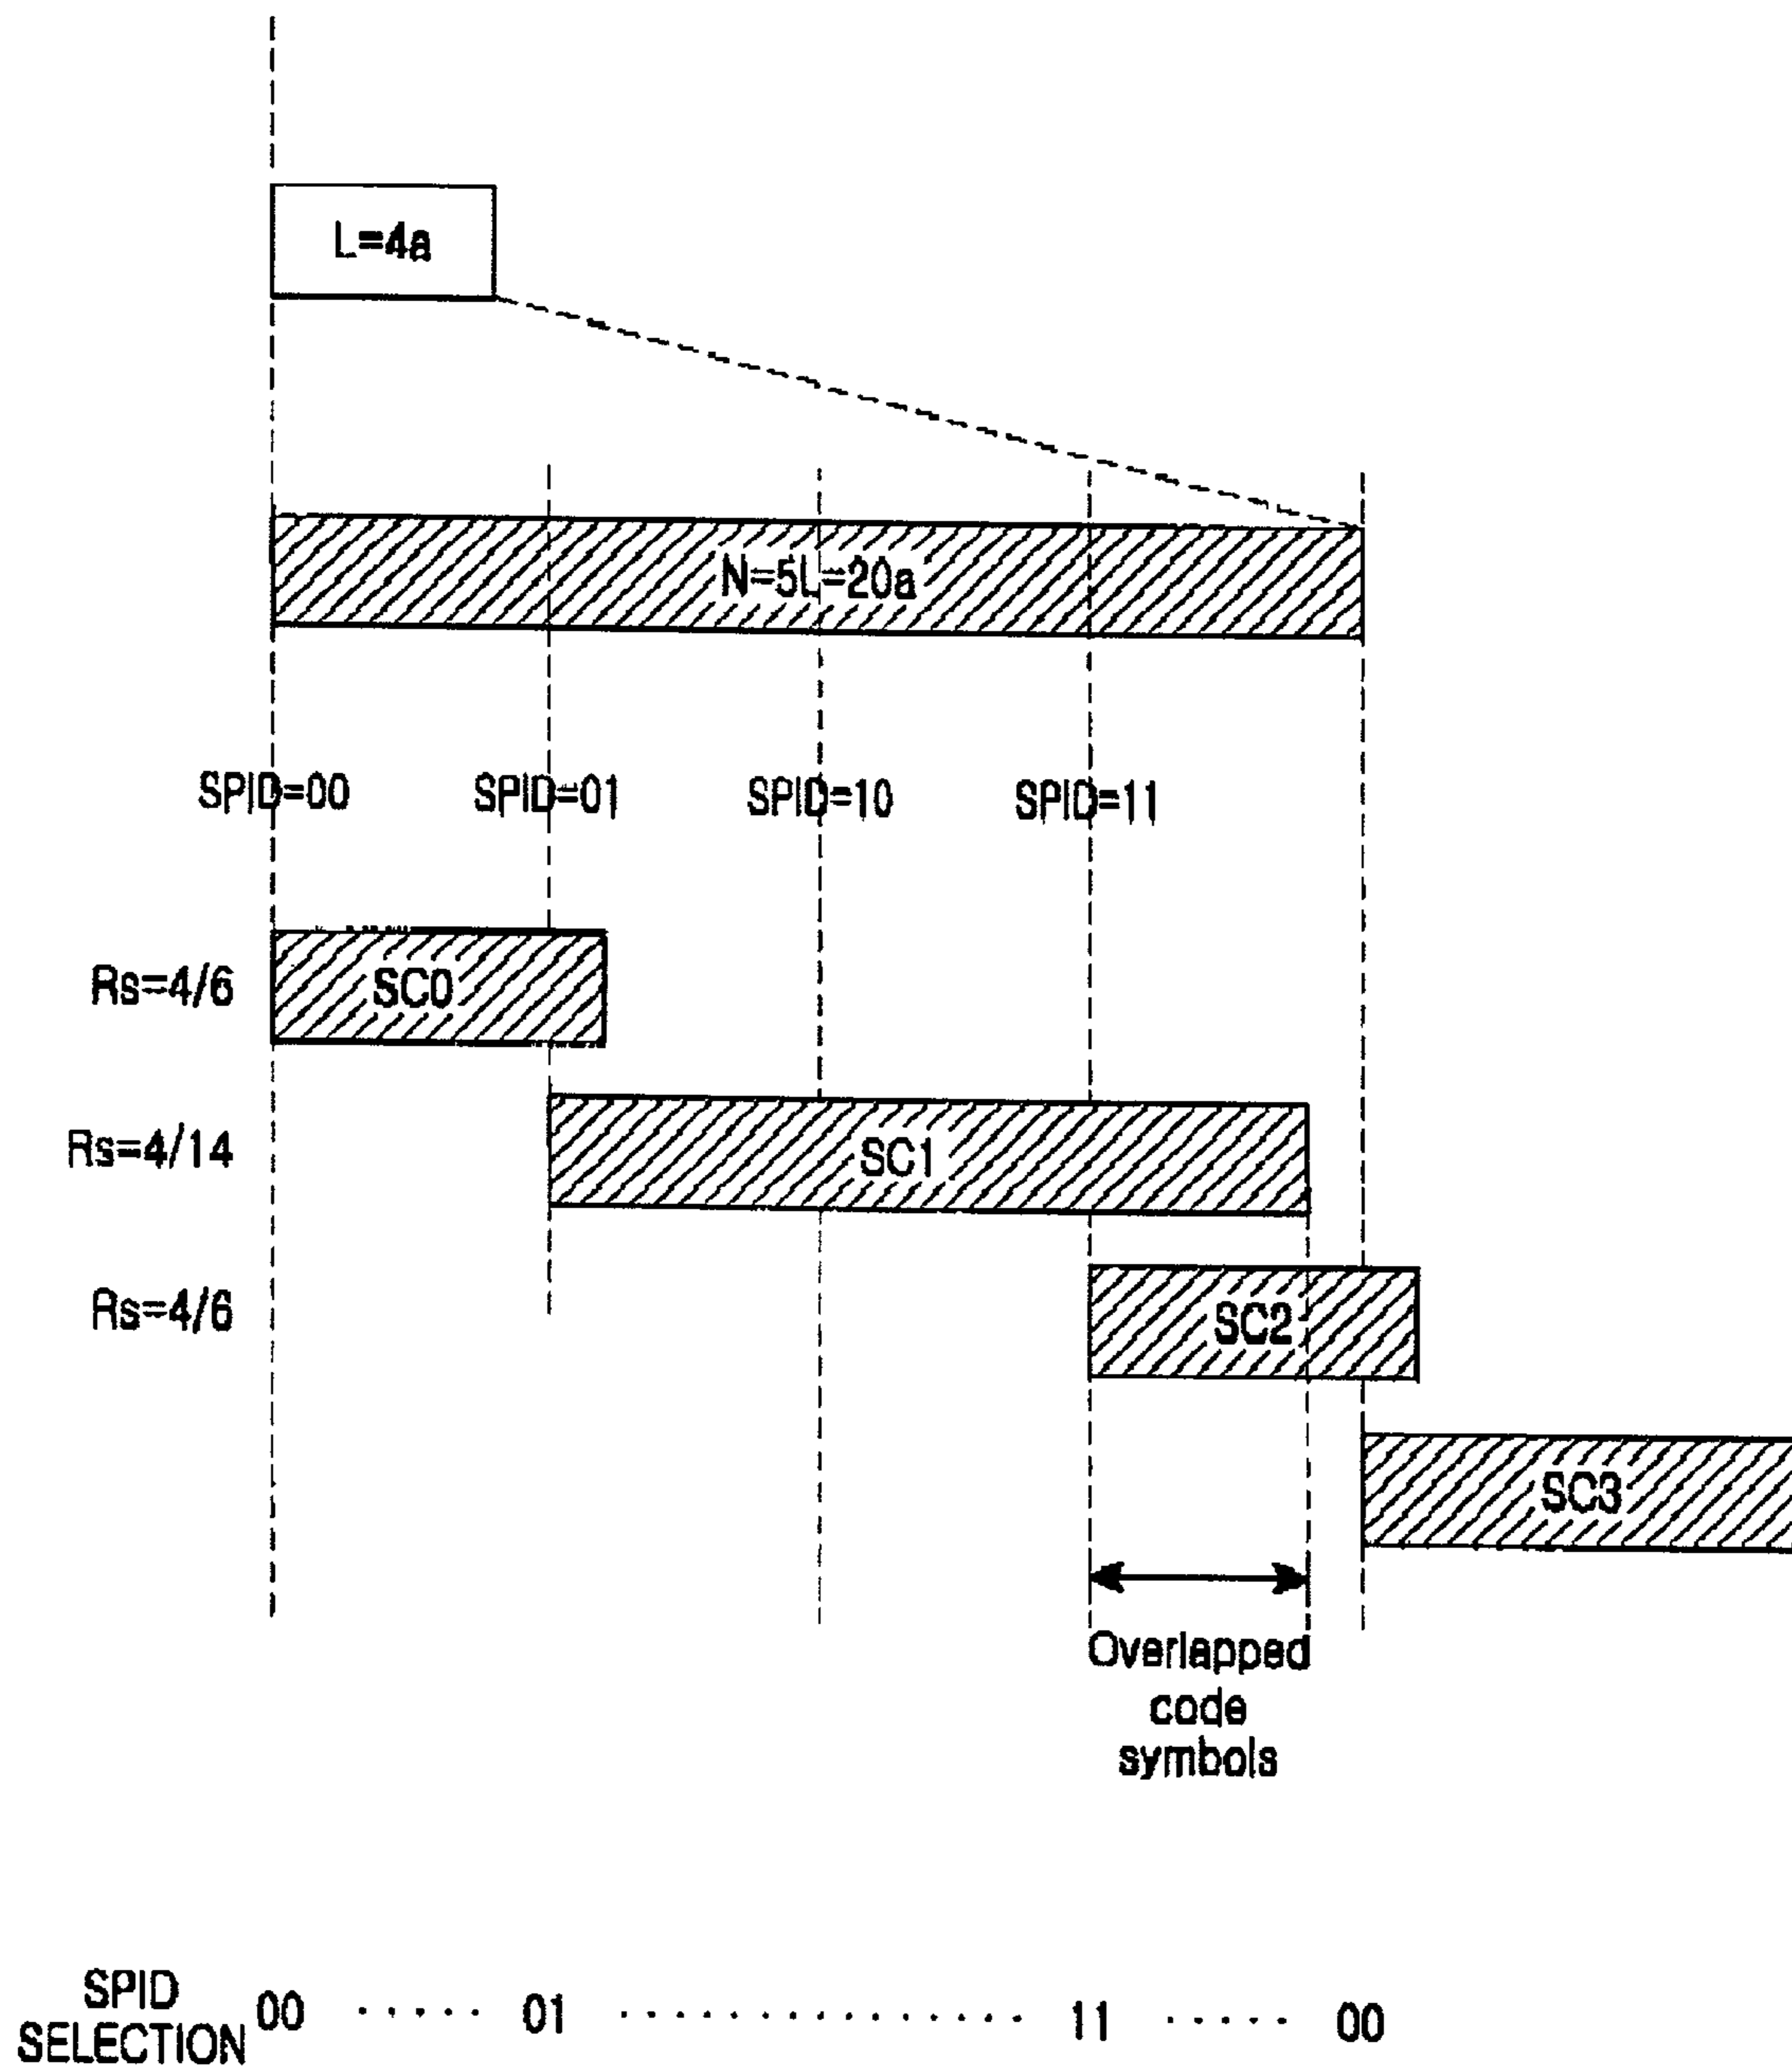 L=4a
N=5L=20a
SPID=00 SPID=01 SPID=10 SPID=11
Rs=4/6 SC0
Rs=4/14 SC1
Rs=4/6 SC2
SC3
Overlapped
code
symbols
SPID
SELECTION 00 ..... 01 ................. 11 ..... 00